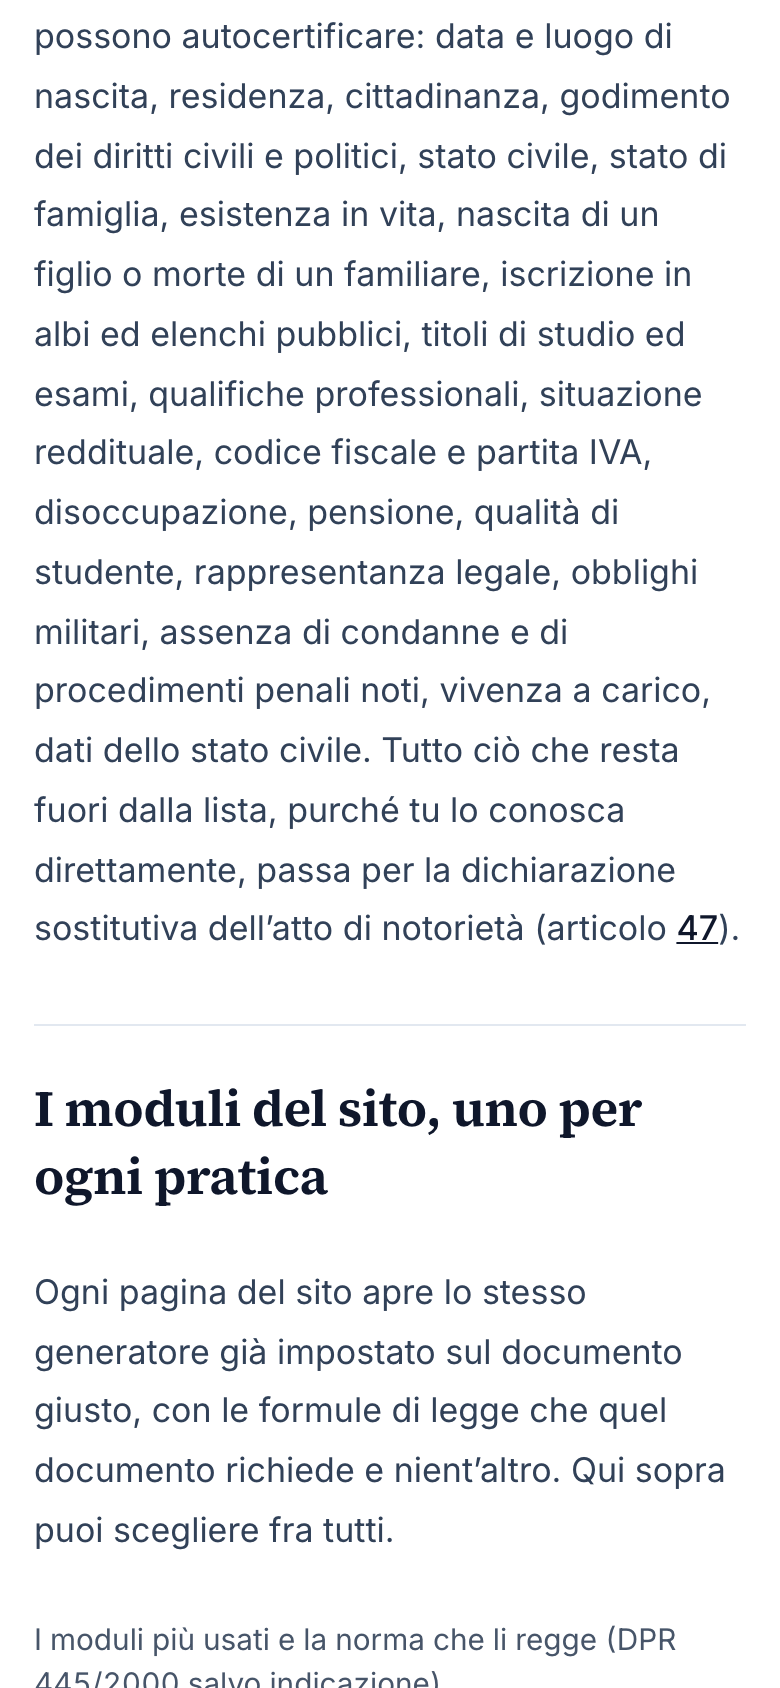 possono autocertificare: data e luogo di
nascita, residenza, cittadinanza, godimento
dei diritti civili e politici, stato civile, stato di
famiglia, esistenza in vita, nascita di un
figlio o morte di un familiare, iscrizione in
albi ed elenchi pubblici, titoli di studio ed
esami, qualifiche professionali, situazione
reddituale, codice fiscale e partita IVA,
disoccupazione, pensione, qualità di
studente, rappresentanza legale, obblighi
militari, assenza di condanne e di
procedimenti penali noti, vivenza a carico,
dati dello stato civile. Tutto ciò che resta
fuori dalla lista, purché tu lo conosca
direttamente, passa per la dichiarazione
sostitutiva dell’atto di notorietà (articolo 47).
I moduli del sito, uno per
ogni pratica
Ogni pagina del sito apre lo stesso
generatore già impostato sul documento
giusto, con le formule di legge che quel
documento richiede e nient’altro. Qui sopra
puoi scegliere fra tutti.
I moduli più usati e la norma che li regge (DPR
445/2000 salvo indicazione)